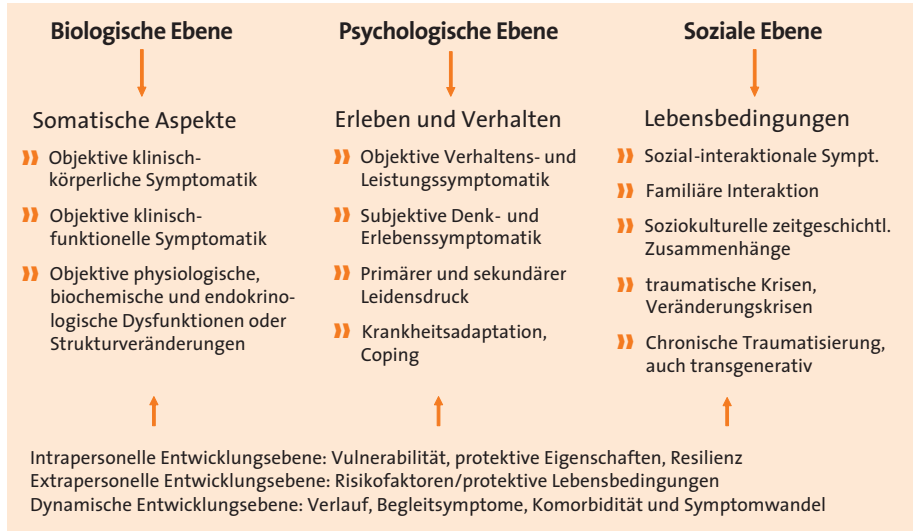 Biologische Ebene
Somatische Aspekte
Objektive klinisch-
körperliche Symptomatik
Objektive klinisch-
funktionelle Symptomatik
Objektive physiologische,
biochemische und endokrino-
logische Dysfunktionen oder
Strukturveränderungen
Psychologische Ebene
Erleben und Verhalten
Objektive Verhaltens- und
Leistungssymptomatik
Subjektive Denk- und
Erlebenssymptomatik
Primärer und sekundärer
Leidensdruck
Krankheitsadaptation,
Coping
Soziale Ebene
Lebensbedingungen
Sozial-interaktionale Sympt.
Familiäre Interaktion
Soziokulturelle zeitgeschichtl.
Zusammenhänge
traumatische Krisen,
Veränderungskrisen
Chronische Traumatisierung,
auch transgenerativ
Intrapersonelle Entwicklungsebene: Vulnerabilität, protektive Eigenschaften, Resilienz
Extrapersonelle Entwicklungsebene: Risikofaktoren/protektive Lebensbedingungen
Dynamische Entwicklungsebene: Verlauf, Begleitsymptome, Komorbidität und Symptomwandel